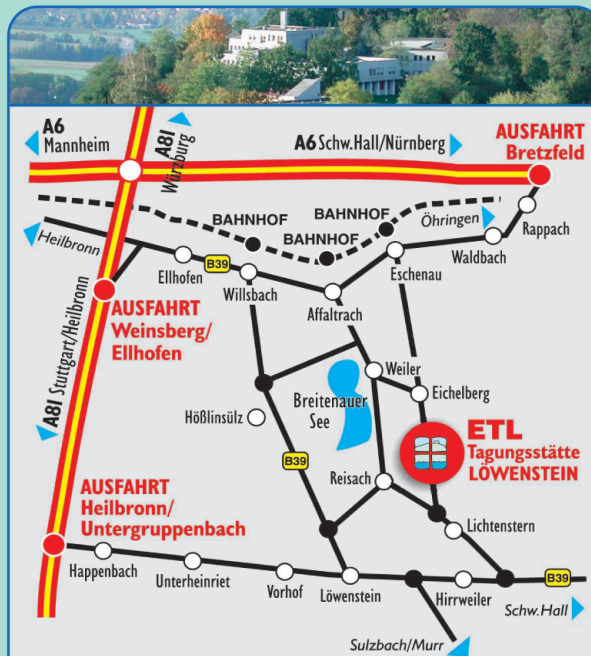 A6
Mannheim
A81
Würzburg
A6 Schw.Hall/Nürnberg
AUSFAHRT
Bretzfeld
BAHNHOF
BAHNHOF
BAHNHOF
Öhringen
Rappach
Heilbronn
Waldbach
Ellhofen
B39
Willsbach
Eschenau
Affaltrach
AUSFAHRT
Weinsberg/
Ellhofen
A81 Stuttgart/Heilbronn
Weiler
Breitenauer
See
Eichelberg
Hößlinsülz
ETL
Tagungsstätte
LÖWENSTEIN
B39
Reisach
AUSFAHRT
Heilbronn/
Untergruppenbach
Lichtenstern
Happenbach
Unterheinriet
Vorhof
Löwenstein
Hirrweiler
B39
Schw.Hall
Sulzbach/Murr